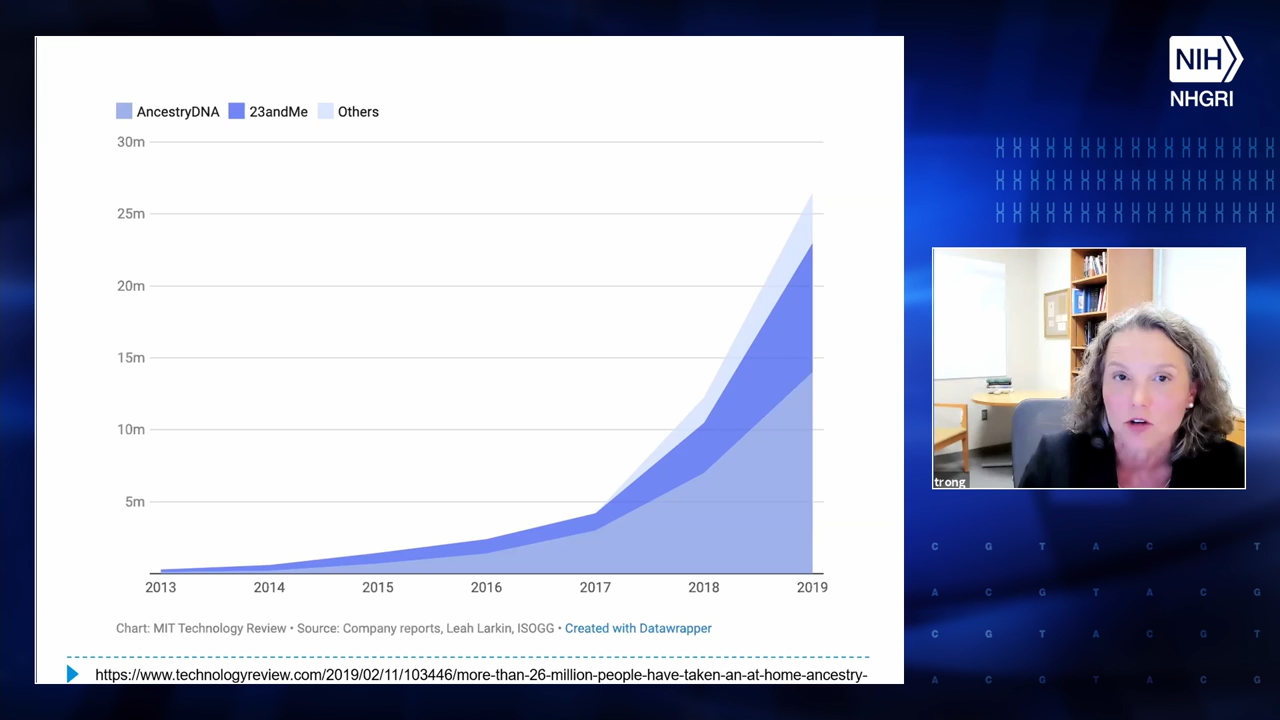 AncestryDNA 23andMe Others
30m
25m
20m
15m
10m
5m
2013 2014 2015 2016 2017 2018 2019
Chart: MIT Technology Review • Source: Company reports, Leah Larkin, ISOGG • Created with Datawrapper
https://www.technologyreview.com/2019/02/11/103446/more-than-26-million-people-have-taken-an-at-home-ancestry-
NIH
NHGRI
trong
C G T A C G T
A C G T A C G
C G T A C G T
A C G T A C G